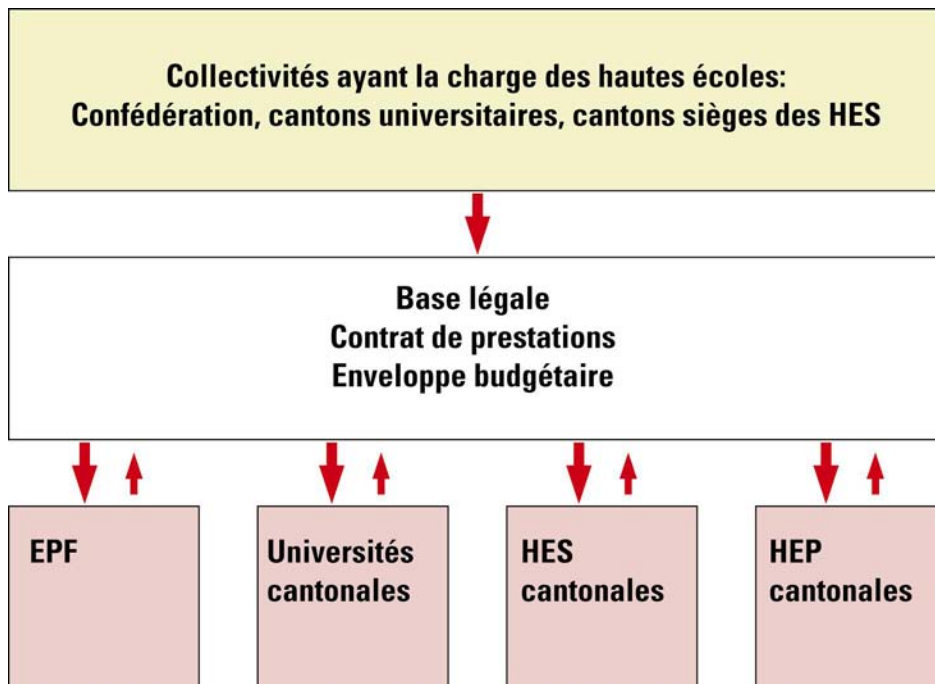 Collectivités ayant la charge des hautes écoles:
Confédération, cantons universitaires, cantons sièges des HES
Base légale
Contrat de prestations
Enveloppe budgétaire
EPF
Universités
cantonales
HES
cantonales
HEP
cantonales